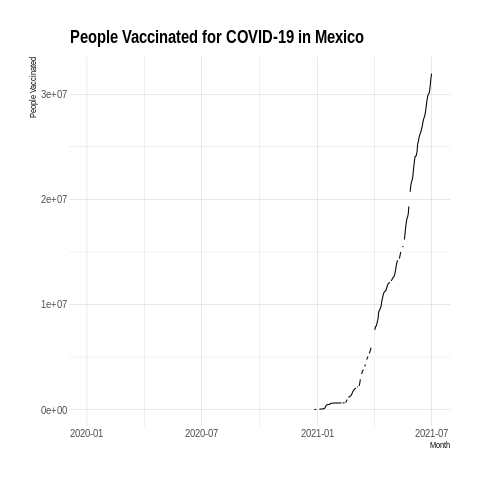 People Vaccinated for COVID-19 in Mexico
People Vaccinated
3e+07
2e+07
1e+07
0e+00
2020-01 2020-07 2021-01 2021-07
Month